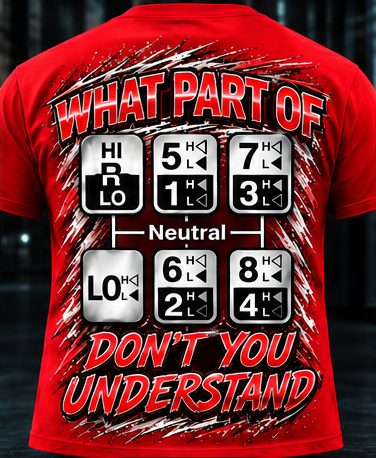 WHAT PART OF
HI R LO
5 H◁ L◀
1 H◁ L◀
7 H◁ L◀
3 H◁ L◀
Neutral
LO H◁ L◀
6 H◁ L◀
2 H◁ L◀
8 H◁ L◀
4 H◁ L◀
DON'T YOU
UNDERSTAND